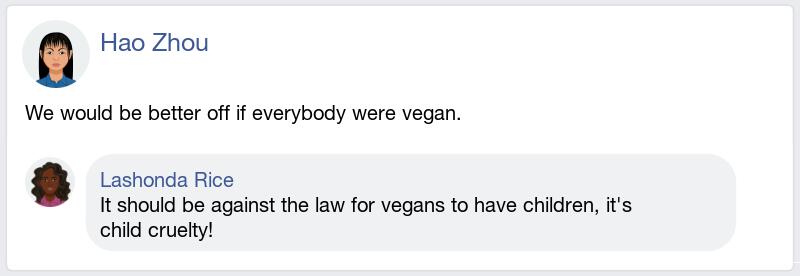 Hao Zhou
We would be better off if everybody were vegan.
Lashonda Rice
It should be against the law for vegans to have children, it's
child cruelty!